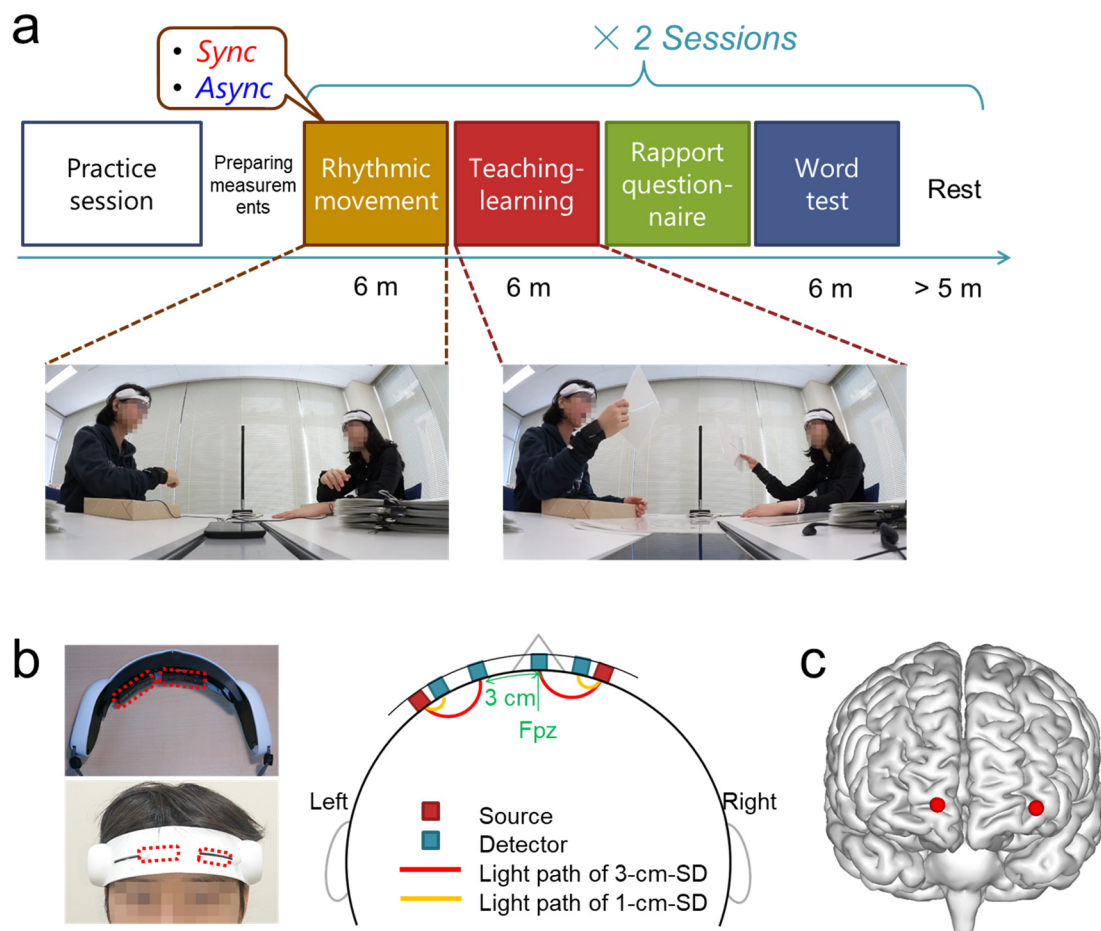 a
× 2 Sessions
• Sync
• Async
Practice
session
Preparing
measurem
ents
Rhythmic
movement
Teaching-
learning
Rapport
question-
naire
Word
test
Rest
6 m
6 m
6 m
> 5 m
b
3 cm
Fpz
Left
Right
Source
Detector
Light path of 3-cm-SD
Light path of 1-cm-SD
c